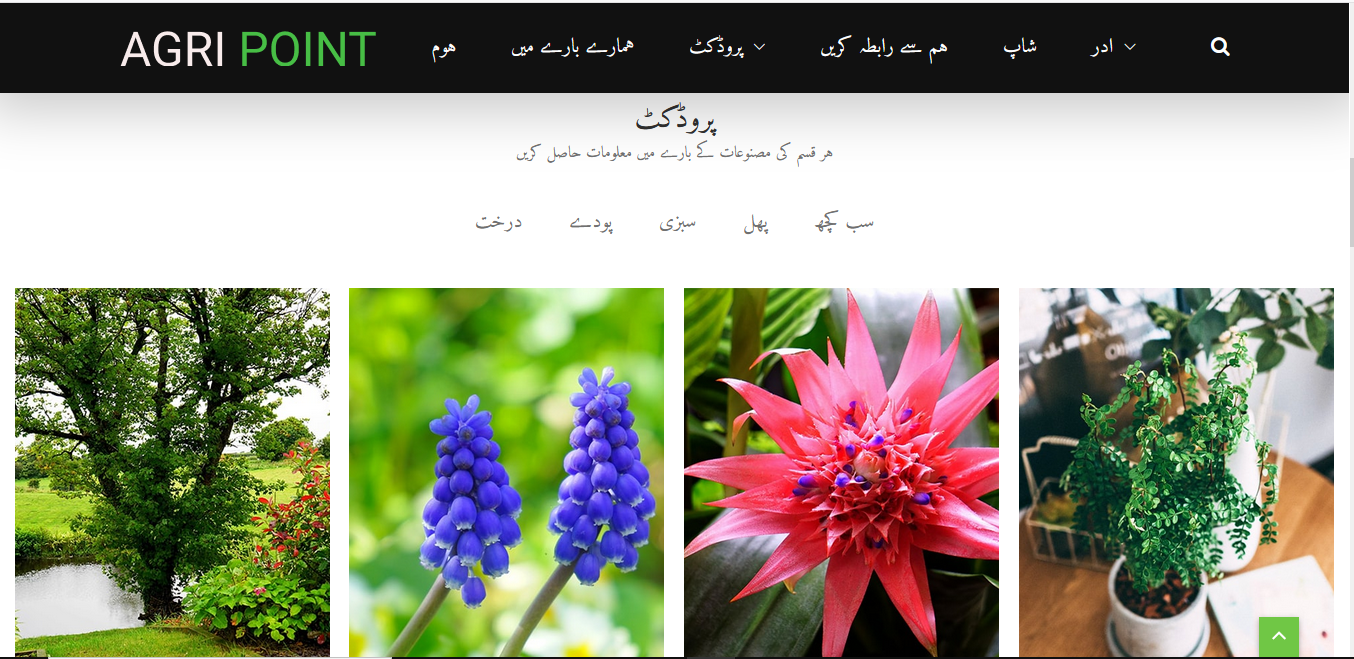 AGRI POINT
ہوم
ہمارے بارے میں
پروڈکٹ
ہم سے رابطہ کریں
شاپ
ادر
پروڈکٹ
ہر قسم کی مصنوعات کے بارے میں معلومات حاصل کریں
سب کچھ
پھل
سبزی
پودے
درخت